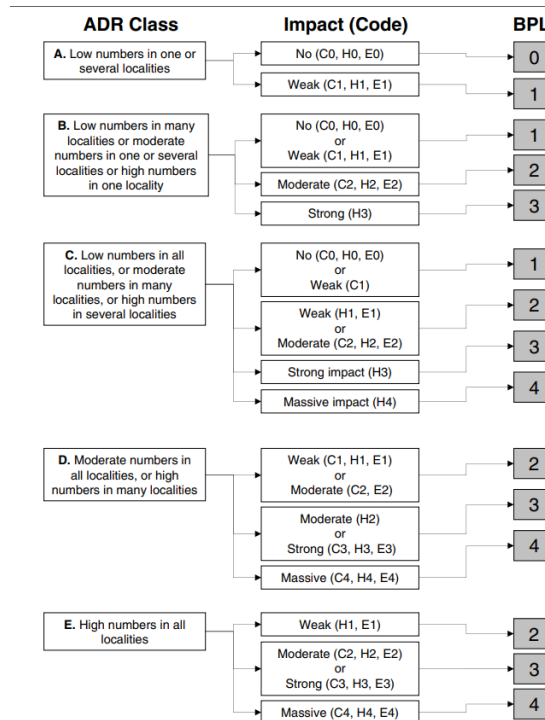 ADR Class
Impact (Code)
BPL
A. Low numbers in one or
several localities
No (C0, H0, E0)
0
Weak (C1, H1, E1)
1
B. Low numbers in many
localities or moderate
numbers in one or several
localities or high numbers
in one locality
No (C0, H0, E0)
or
Weak (C1, H1, E1)
1
Moderate (C2, H2, E2)
2
Strong (H3)
3
C. Low numbers in all
localities, or moderate
numbers in many
localities, or high numbers
in several localities
No (C0, H0, E0)
or
Weak (C1)
1
Weak (H1, E1)
or
Moderate (C2, H2, E2)
2
Strong impact (H3)
3
Massive impact (H4)
4
D. Moderate numbers in
all localities, or high
numbers in many localities
Weak (C1, H1, E1)
or
Moderate (C2, E2)
2
Moderate (H2)
or
Strong (C3, H3, E3)
3
Massive (C4, H4, E4)
4
E. High numbers in all
localities
Weak (H1, E1)
2
Moderate (C2, H2, E2)
or
Strong (C3, H3, E3)
3
Massive (C4, H4, E4)
4